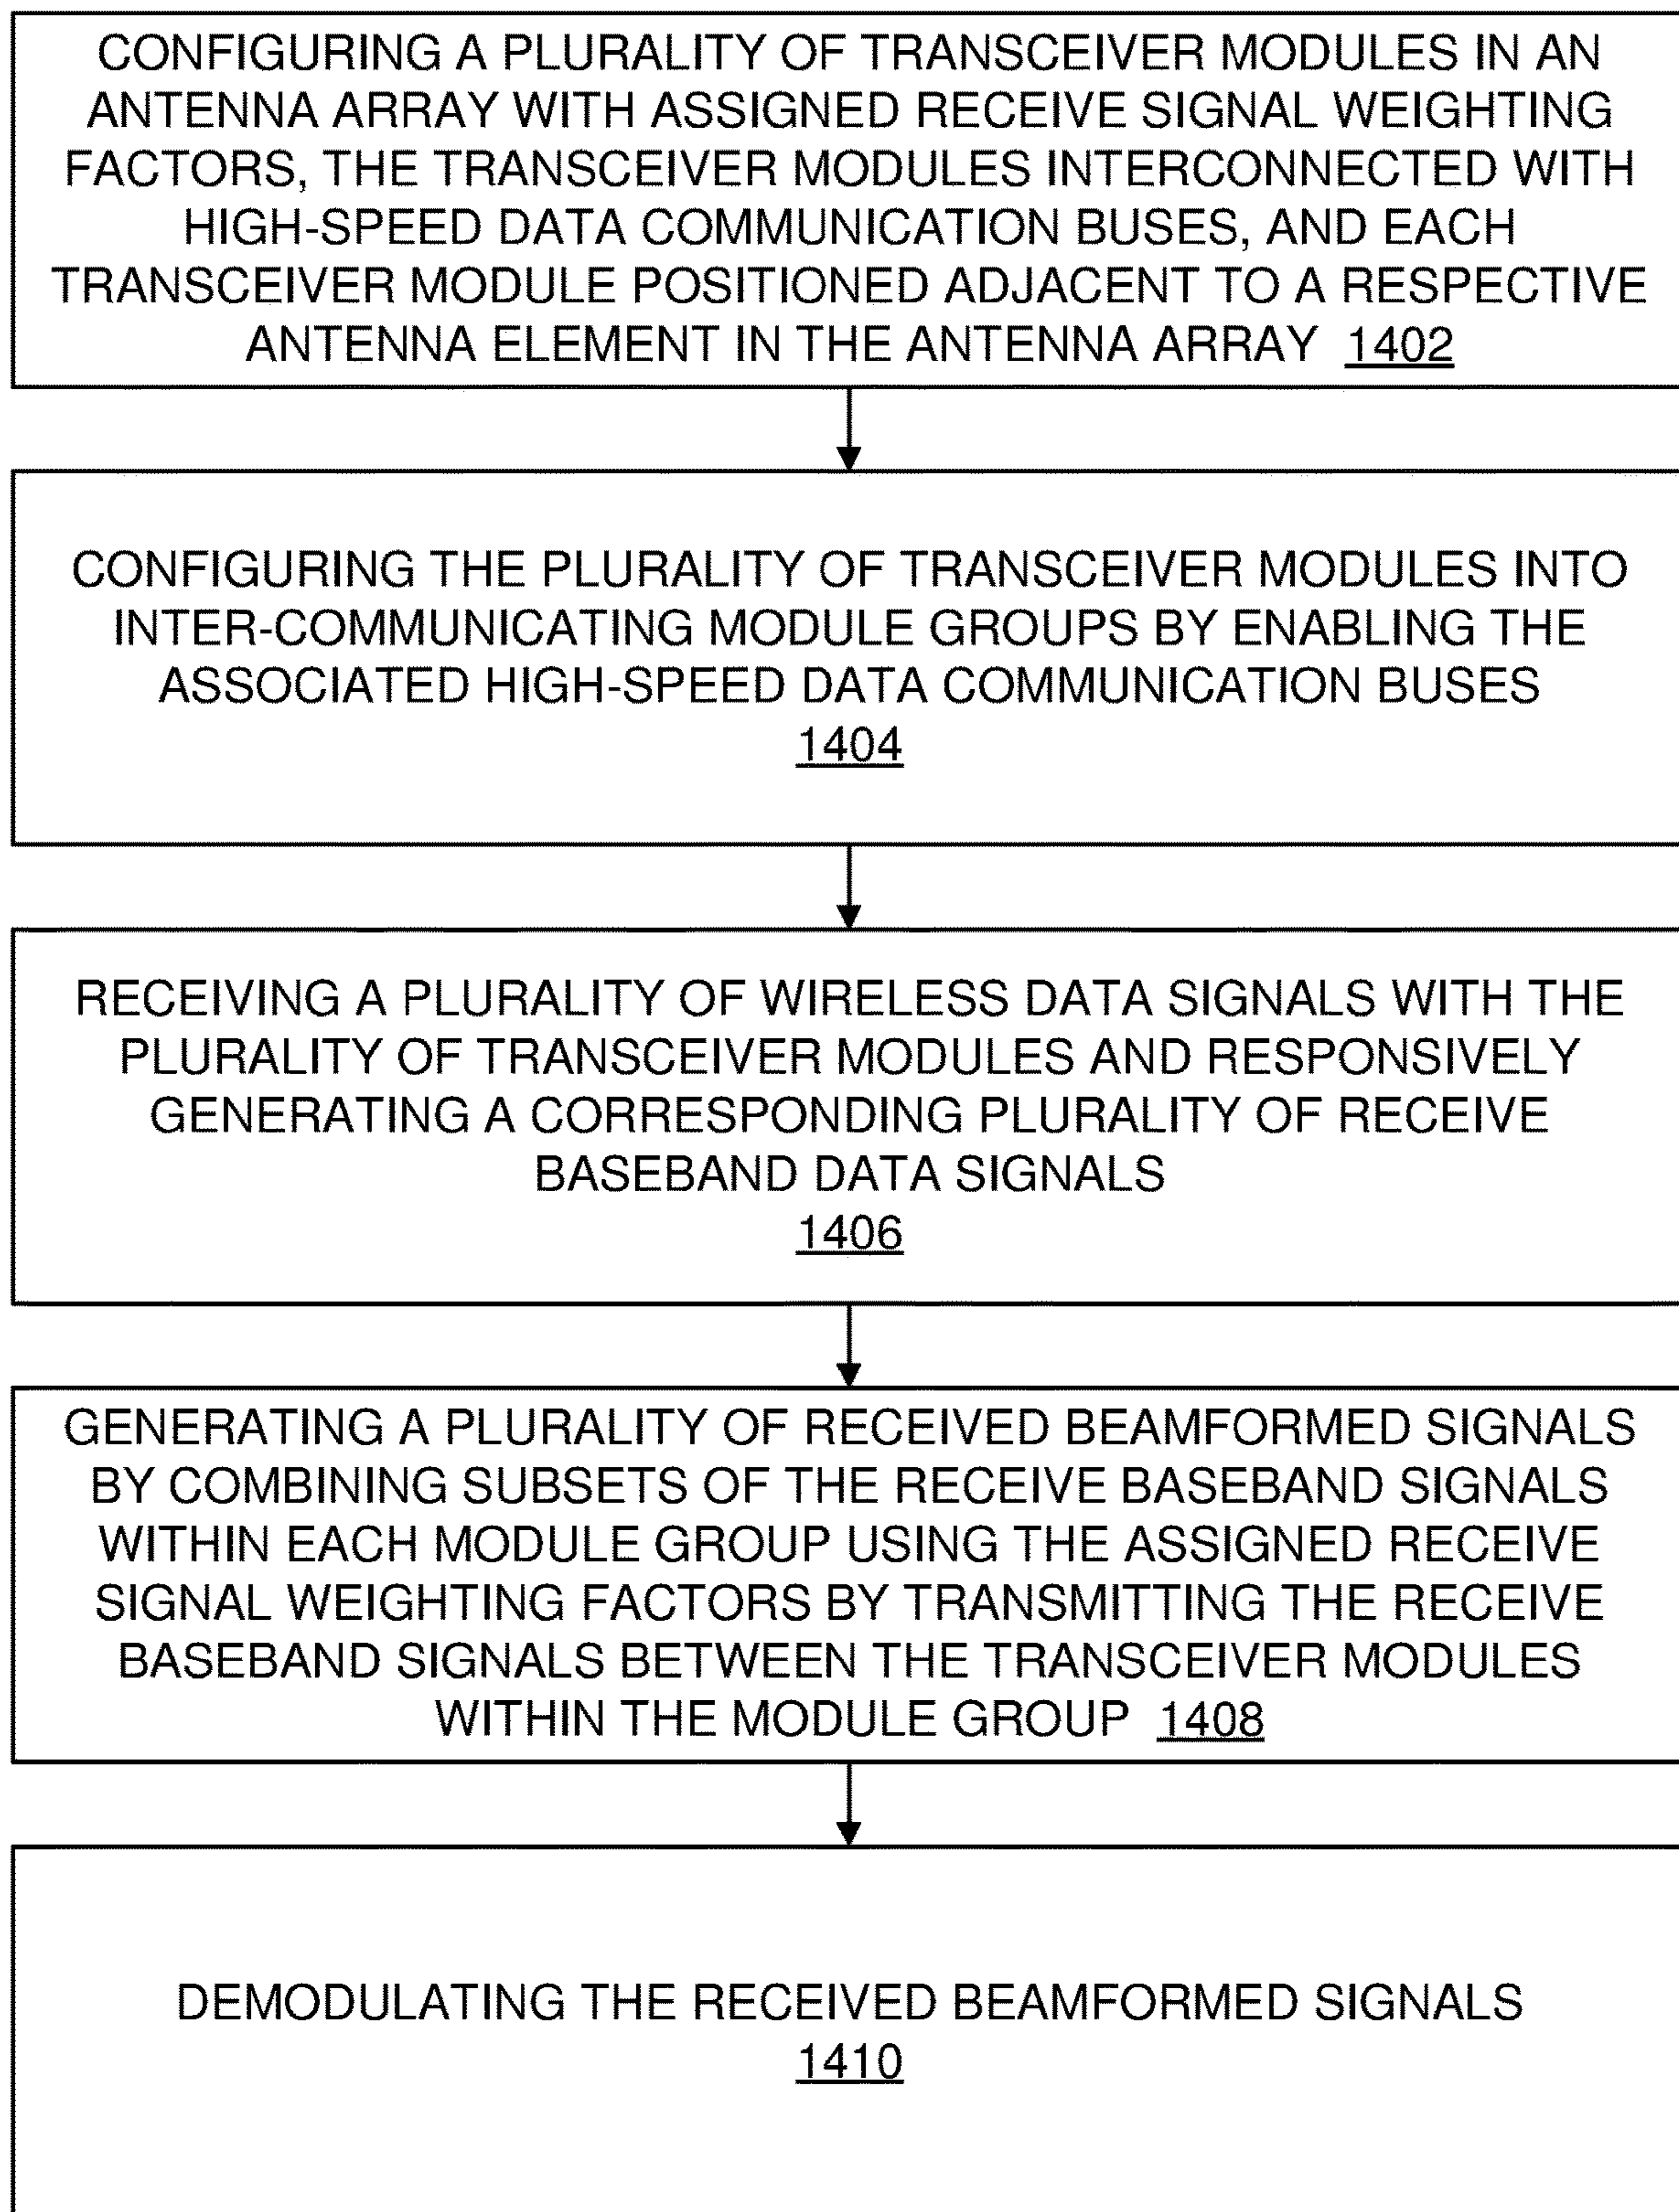 CONFIGURING A PLURALITY OF TRANSCEIVER MODULES IN AN
ANTENNA ARRAY WITH ASSIGNED RECEIVE SIGNAL WEIGHTING
FACTORS, THE TRANSCEIVER MODULES INTERCONNECTED WITH
HIGH-SPEED DATA COMMUNICATION BUSES, AND EACH
TRANSCEIVER MODULE POSITIONED ADJACENT TO A RESPECTIVE
ANTENNA ELEMENT IN THE ANTENNA ARRAY 1402
CONFIGURING THE PLURALITY OF TRANSCEIVER MODULES INTO
INTER-COMMUNICATING MODULE GROUPS BY ENABLING THE
ASSOCIATED HIGH-SPEED DATA COMMUNICATION BUSES
1404
RECEIVING A PLURALITY OF WIRELESS DATA SIGNALS WITH THE
PLURALITY OF TRANSCEIVER MODULES AND RESPONSIVELY
GENERATING A CORRESPONDING PLURALITY OF RECEIVE
BASEBAND DATA SIGNALS
1406
GENERATING A PLURALITY OF RECEIVED BEAMFORMED SIGNALS
BY COMBINING SUBSETS OF THE RECEIVE BASEBAND SIGNALS
WITHIN EACH MODULE GROUP USING THE ASSIGNED RECEIVE
SIGNAL WEIGHTING FACTORS BY TRANSMITTING THE RECEIVE
BASEBAND SIGNALS BETWEEN THE TRANSCEIVER MODULES
WITHIN THE MODULE GROUP 1408
DEMODULATING THE RECEIVED BEAMFORMED SIGNALS
1410